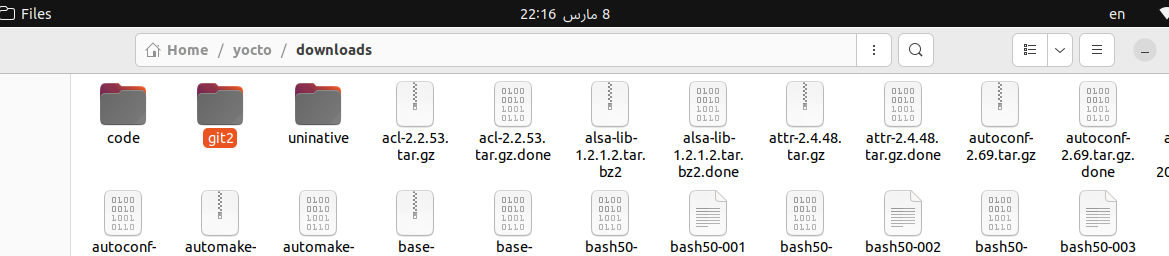 Files
22:16 مارس 8
en
Home / yocto / downloads
code
git2
uninative
acl-2.2.53.
tar.gz
acl-2.2.53.
tar.gz.done
alsa-lib-
1.2.1.2.tar.
bz2
alsa-lib-
1.2.1.2.tar.
bz2.done
attr-2.4.48.
tar.gz
attr-2.4.48.
tar.gz.done
autoconf-
2.69.tar.gz
autoconf-
2.69.tar.gz.
done
a
20
autoconf-
automake-
automake-
base-
base-
bash50-
bash50-001
bash50-
bash50-002
bash50-
bash50-003